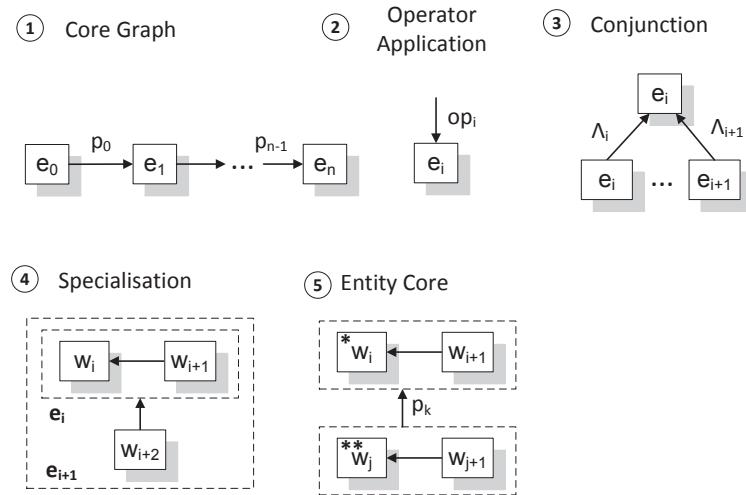 1 Core Graph
p0
pn-1
e0
e1
...
en
2 Operator
Application
opi
ei
3 Conjunction
ei
Λi
Λi+1
ei
...
ei+1
4 Specialisation
wi
wi+1
ei
wi+2
ei+1
5 Entity Core
*wi
wi+1
pk
**wj
wj+1